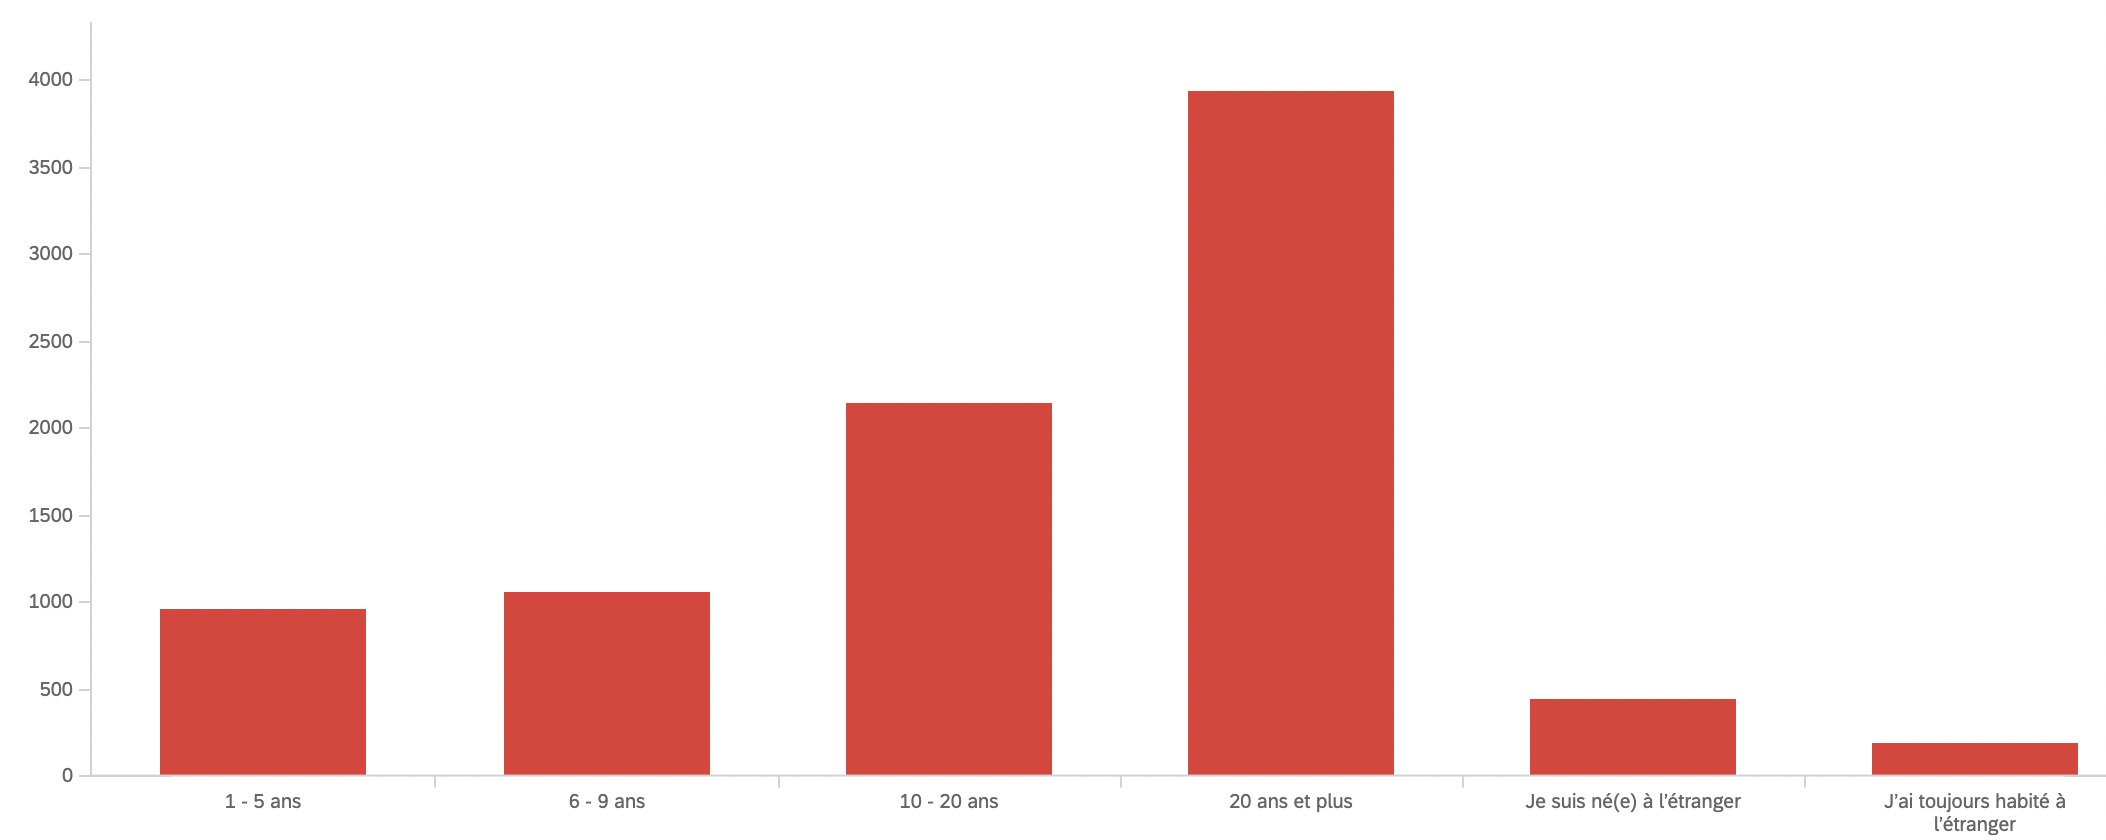 4000
3500
3000
2500
2000
1500
1000
500
0
1 - 5 ans
6 - 9 ans
10 - 20 ans
20 ans et plus
Je suis né(e) à l’étranger
J’ai toujours habité à
l’étranger